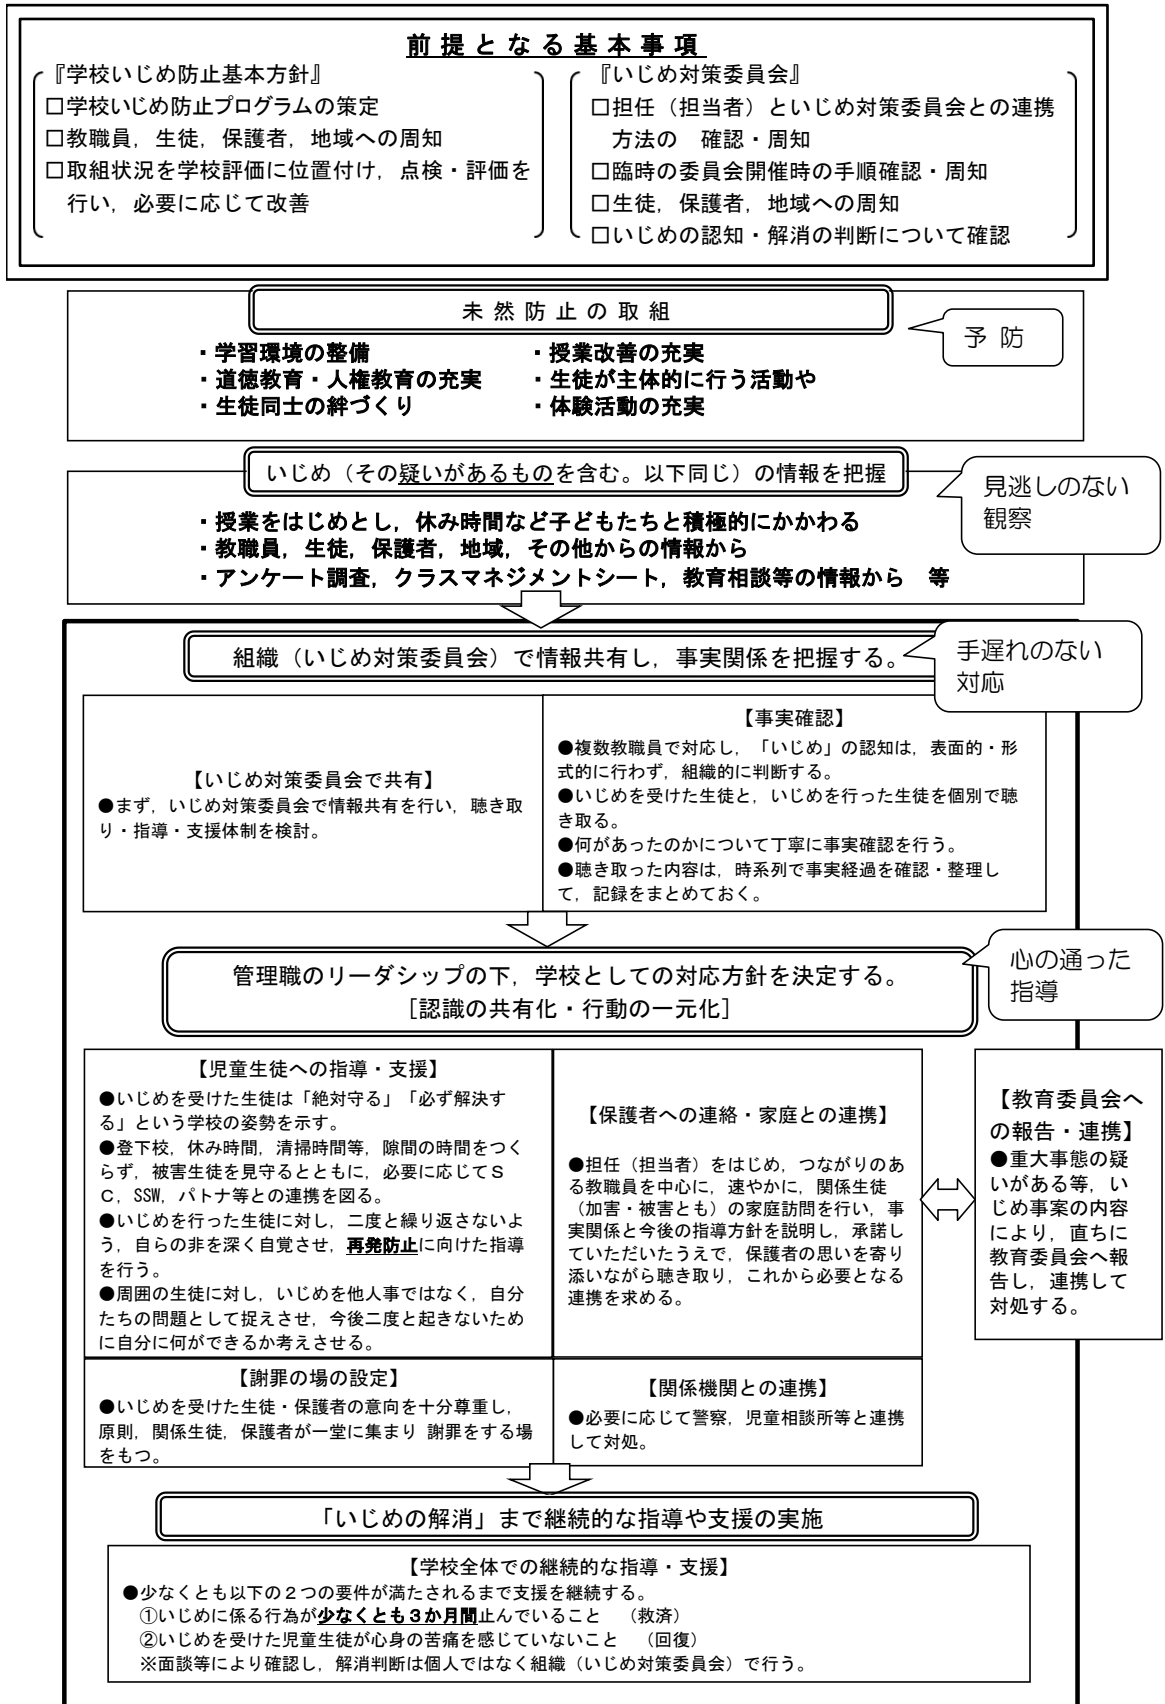 前提となる基本事項
『学校いじめ防止基本方針』
□学校いじめ防止プログラムの策定
□教職員，生徒，保護者，地域への周知
□取組状況を学校評価に位置付け，点検・評価を
行い，必要に応じて改善
『いじめ対策委員会』
□担任（担当者）といじめ対策委員会との連携
方法の　確認・周知
□臨時の委員会開催時の手順確認・周知
□生徒，保護者，地域への周知
□いじめの認知・解消の判断について確認
未然防止の取組
予 防
・学習環境の整備
・道徳教育・人権教育の充実
・生徒同士の絆づくり
・授業改善の充実
・生徒が主体的に行う活動や
・体験活動の充実
いじめ（その疑いがあるものを含む。以下同じ）の情報を把握
見逃しのない
観察
・授業をはじめとし，休み時間など子どもたちと積極的にかかわる
・教職員，生徒，保護者，地域，その他からの情報から
・アンケート調査，クラスマネジメントシート，教育相談等の情報から　等
組織（いじめ対策委員会）で情報共有し，事実関係を把握する。
手遅れのない
対応
【いじめ対策委員会で共有】
●まず，いじめ対策委員会で情報共有を行い，聴き取
り・指導・支援体制を検討。
【事実確認】
●複数教職員で対応し，「いじめ」の認知は，表面的・形
式的に行わず，組織的に判断する。
●いじめを受けた生徒と，いじめを行った生徒を個別で聴
き取る。
●何があったのかについて丁寧に事実確認を行う。
●聴き取った内容は，時系列で事実経過を確認・整理し
て，記録をまとめておく。
管理職のリーダシップの下，学校としての対応方針を決定する。
［認識の共有化・行動の一元化］
心の通った
指導
【児童生徒への指導・支援】
●いじめを受けた生徒は「絶対守る」「必ず解決す
る」という学校の姿勢を示す。
●登下校，休み時間，清掃時間等，隙間の時間をつく
らず，被害生徒を見守るとともに，必要に応じてＳ
Ｃ，SSW，パトナ等との連携を図る。
●いじめを行った生徒に対し，二度と繰り返さないよ
う，自らの非を深く自覚させ，再発防止に向けた指導
を行う。
●周囲の生徒に対し，いじめを他人事ではなく，自分
たちの問題として捉えさせ，今後二度と起きないため
に自分に何ができるか考えさせる。
【保護者への連絡・家庭との連携】
●担任（担当者）をはじめ，つながりのあ
る教職員を中心に，速やかに，関係生徒
（加害・被害とも）の家庭訪問を行い，事
実関係と今後の指導方針を説明し，承諾し
ていただいたうえで，保護者の思いを寄り
添いながら聴き取り，これから必要となる
連携を求める。
【教育委員会へ
の報告・連携】
●重大事態の疑
いがある等，い
じめ事案の内容
により，直ちに
教育委員会へ報
告し，連携して
対処する。
【謝罪の場の設定】
●いじめを受けた生徒・保護者の意向を十分尊重し，
原則，関係生徒，保護者が一堂に集まり 謝罪をする場
をもつ。
【関係機関との連携】
●必要に応じて警察，児童相談所等と連携
して対処。
「いじめの解消」まで継続的な指導や支援の実施
【学校全体での継続的な指導・支援】
●少なくとも以下の２つの要件が満たされるまで支援を継続する。
①いじめに係る行為が少なくとも３か月間止んでいること　（救済）
②いじめを受けた児童生徒が心身の苦痛を感じていないこと　（回復）
※面談等により確認し，解消判断は個人ではなく組織（いじめ対策委員会）で行う。